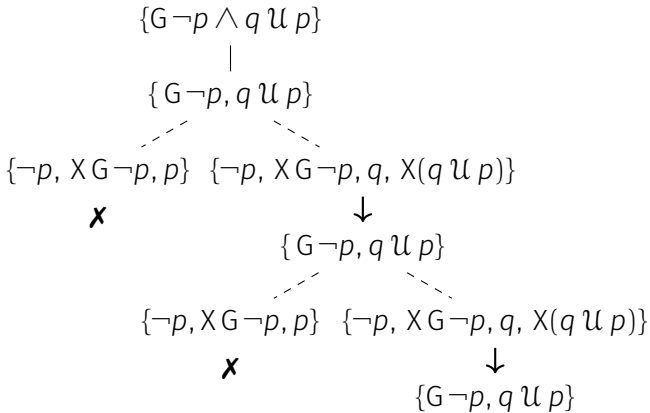 {G ¬p ∧ q 𝒰 p}
{ G ¬p, q 𝒰 p}
{¬p, X G ¬p, p} {¬p, X G ¬p, q, X(q 𝒰 p)}
✗
{ G ¬p, q 𝒰 p}
{¬p, X G ¬p, p} {¬p, X G ¬p, q, X(q 𝒰 p)}
✗
{G ¬p, q 𝒰 p}